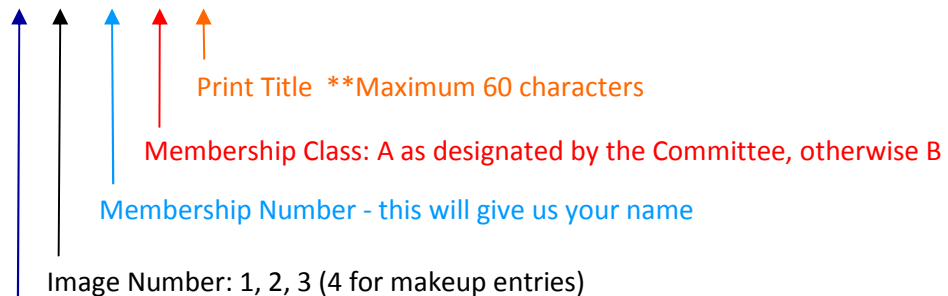 Print Title **Maximum 60 characters
Membership Class: A as designated by the Committee, otherwise B
Membership Number - this will give us your name
Image Number: 1, 2, 3 (4 for makeup entries)